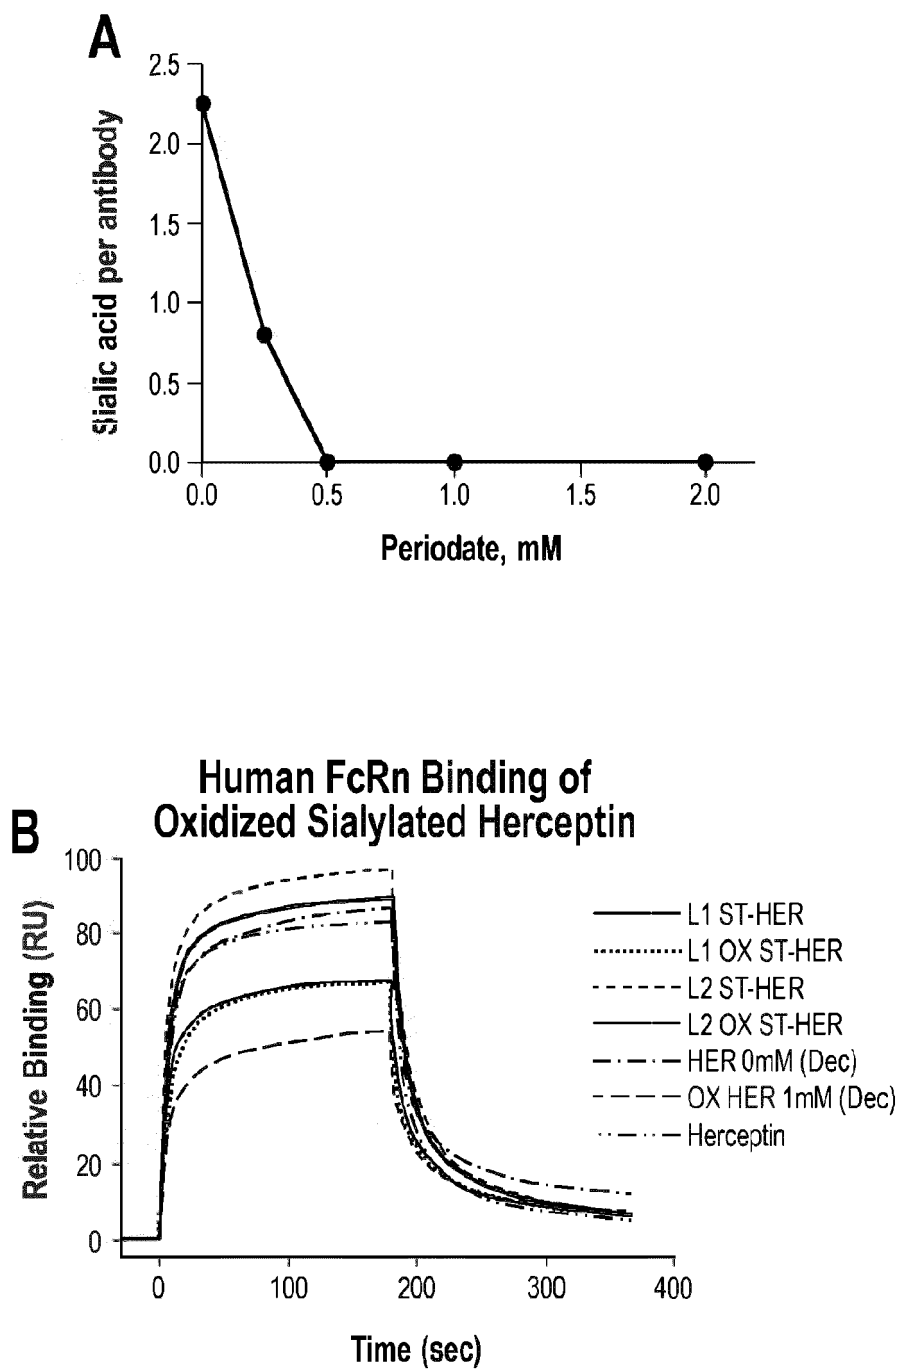 A
2.5
2.0
1.5
1.0
0.5
0.0
Sialic acid per antibody
0.0 0.5 1.0 1.5 2.0
Periodate, mM
Human FcRn Binding of
Oxidized Sialylated Herceptin
B
100
80
60
40
20
0
Relative Binding (RU)
0 100 200 300 400
Time (sec)
L1 ST-HER
L1 OX ST-HER
L2 ST-HER
L2 OX ST-HER
HER 0mM (Dec)
OX HER 1mM (Dec)
Herceptin